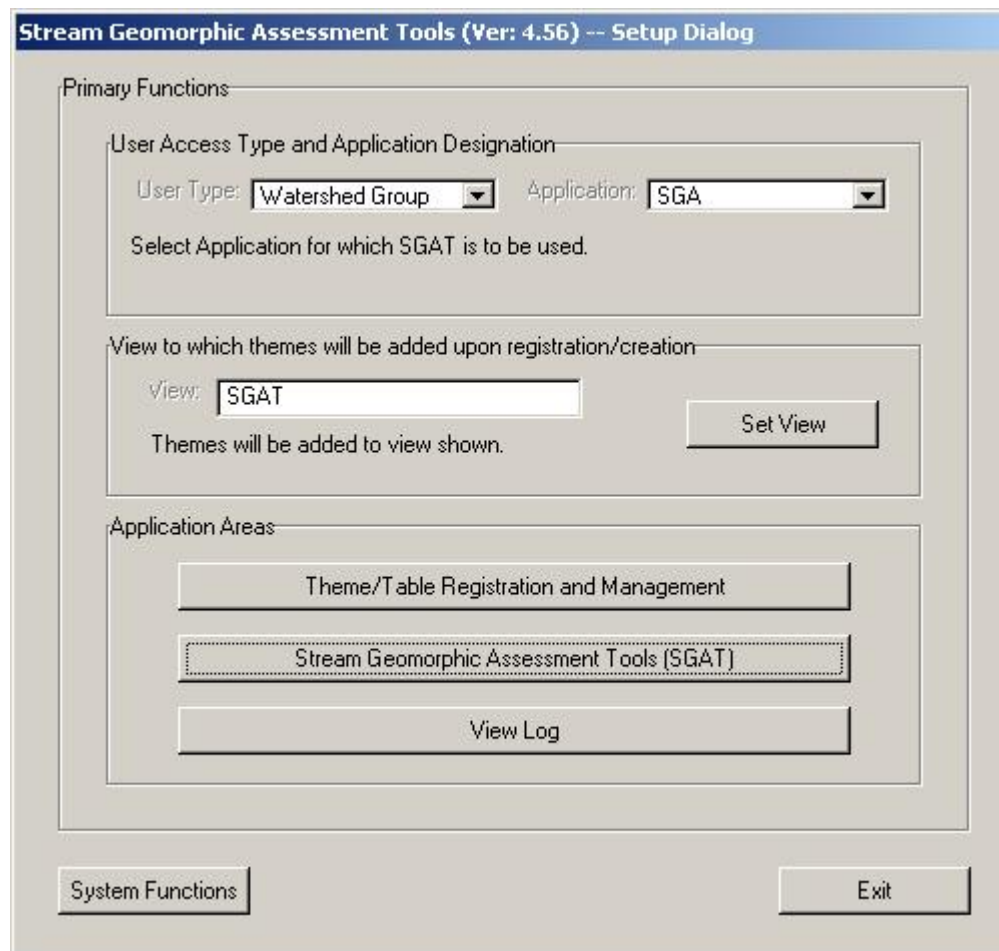 Stream Geomorphic Assessment Tools (Ver: 4.56) -- Setup Dialog
Primary Functions
User Access Type and Application Designation
User Type: Watershed Group Application: SGA
Select Application for which SGAT is to be used.
View to which themes will be added upon registration/creation
View: SGAT
Set View
Themes will be added to view shown.
Application Areas
Theme/Table Registration and Management
Stream Geomorphic Assessment Tools (SGAT)
View Log
System Functions Exit